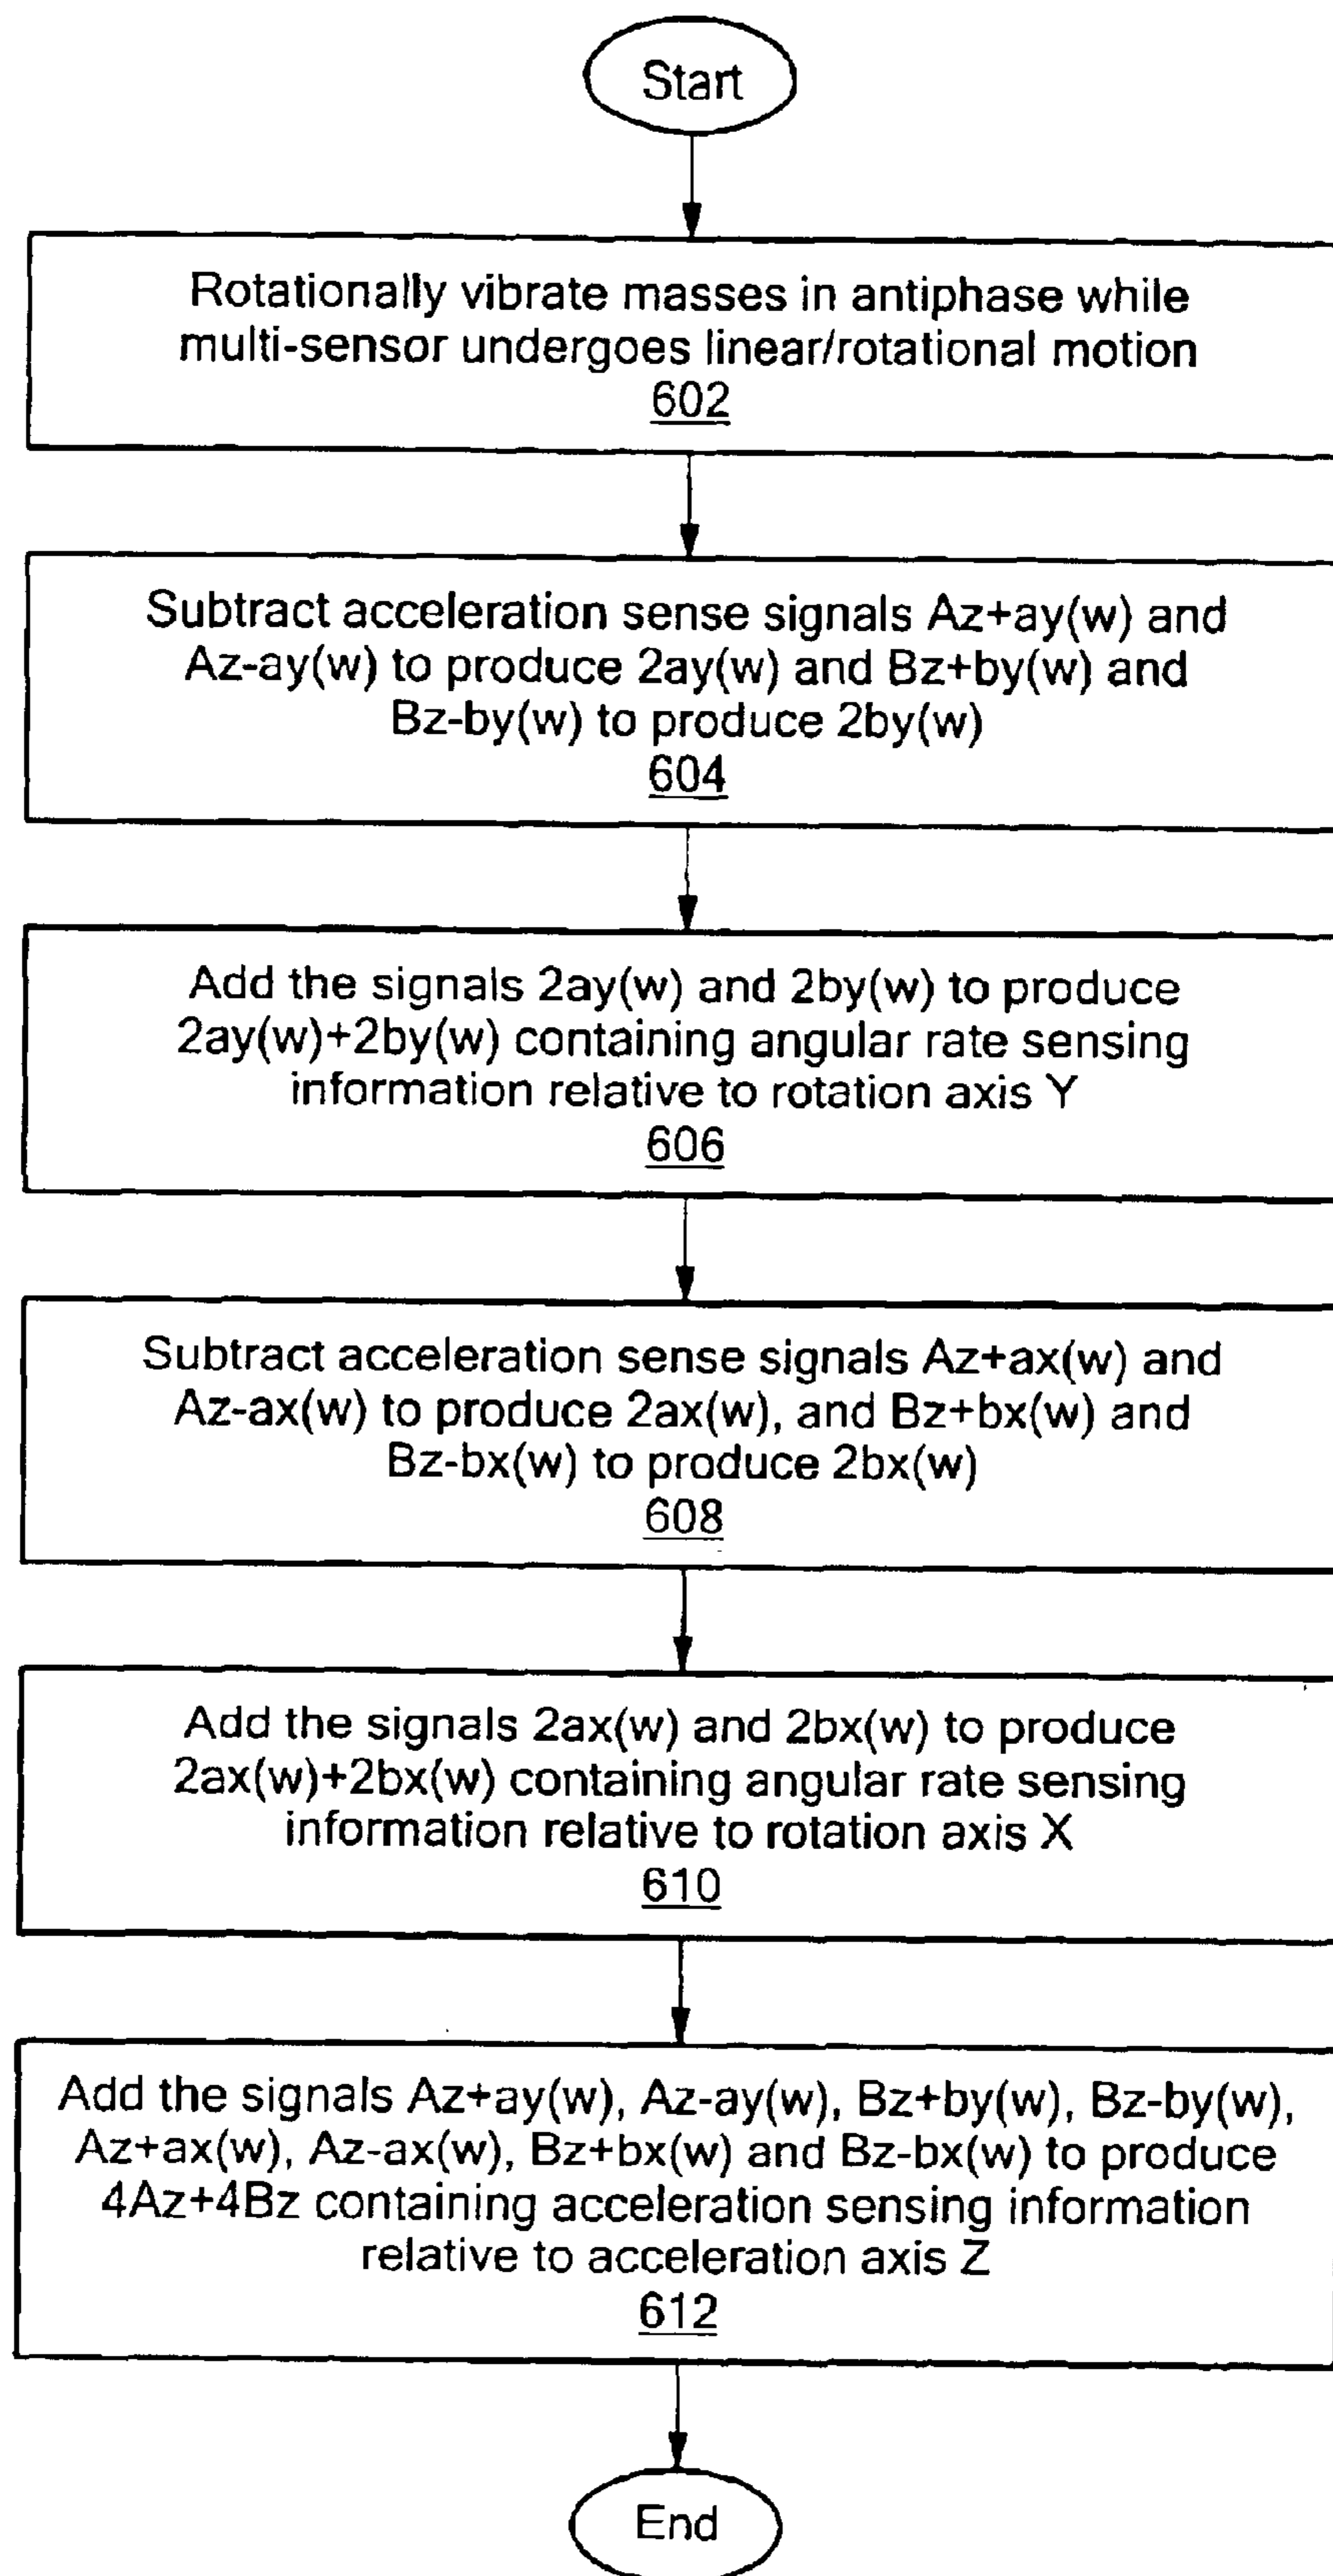 Start
Rotationally vibrate masses in antiphase while
multi-sensor undergoes linear/rotational motion
602
Subtract acceleration sense signals Az+ay(w) and
Az-ay(w) to produce 2ay(w) and Bz+by(w) and
Bz-by(w) to produce 2by(w)
604
Add the signals 2ay(w) and 2by(w) to produce
2ay(w)+2by(w) containing angular rate sensing
information relative to rotation axis Y
606
Subtract acceleration sense signals Az+ax(w) and
Az-ax(w) to produce 2ax(w), and Bz+bx(w) and
Bz-bx(w) to produce 2bx(w)
608
Add the signals 2ax(w) and 2bx(w) to produce
2ax(w)+2bx(w) containing angular rate sensing
information relative to rotation axis X
610
Add the signals Az+ay(w), Az-ay(w), Bz+by(w), Bz-by(w),
Az+ax(w), Az-ax(w), Bz+bx(w) and Bz-bx(w) to produce
4Az+4Bz containing acceleration sensing information
relative to acceleration axis Z
612
End